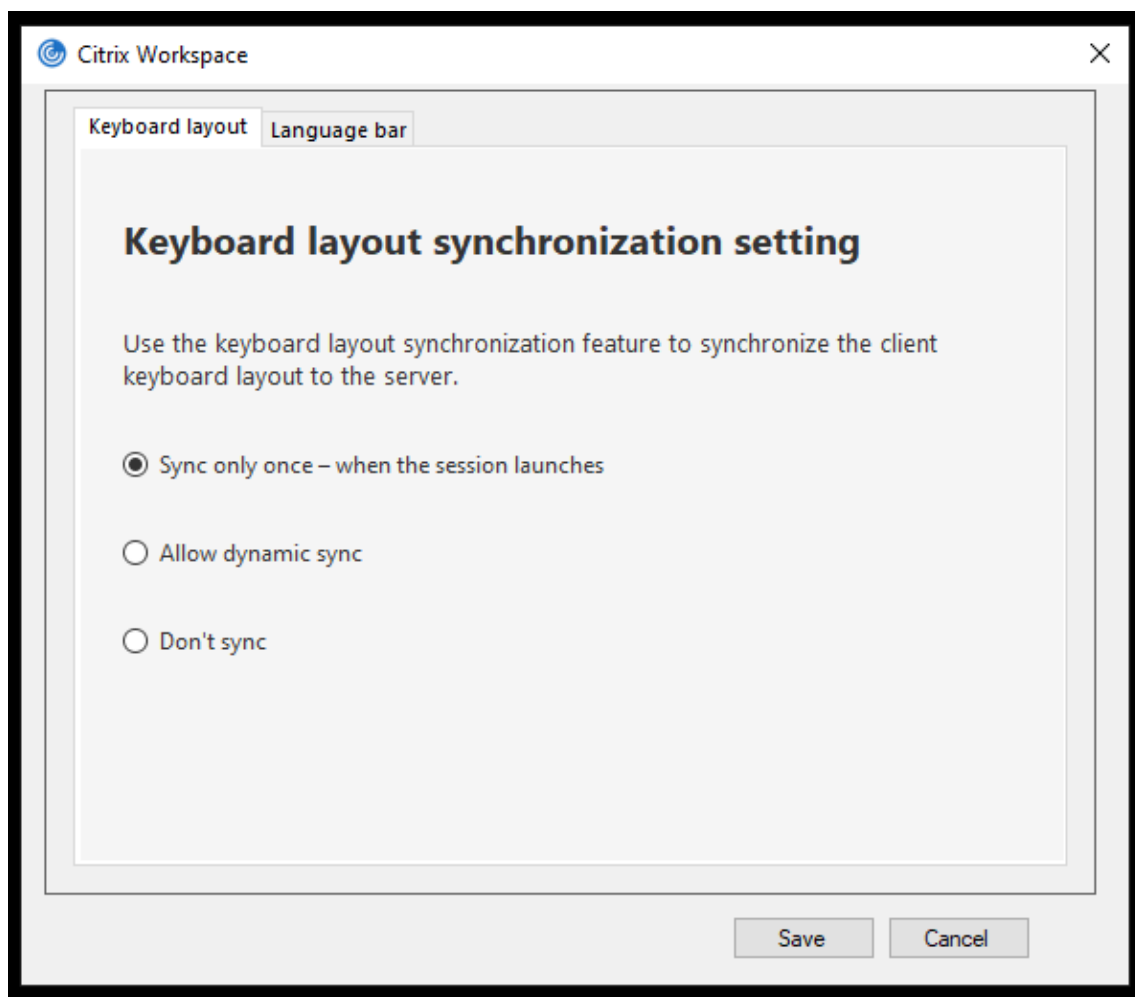 Citrix Workspace
Keyboard layout
Language bar
Keyboard layout synchronization setting
Use the keyboard layout synchronization feature to synchronize the client
keyboard layout to the server.
Sync only once – when the session launches
Allow dynamic sync
Don't sync
Save
Cancel